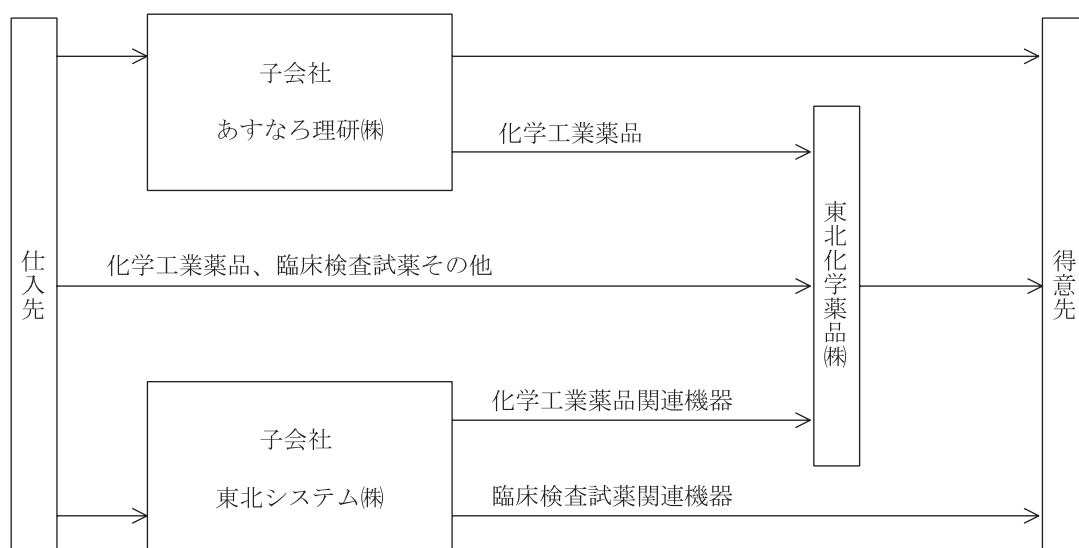 子会社
あすなろ理研㈱
化学工業薬品
仕入先
化学工業薬品、臨床検査試薬その他
東北化学薬品㈱
得意先
子会社
東北システム㈱
化学工業薬品関連機器
臨床検査試薬関連機器